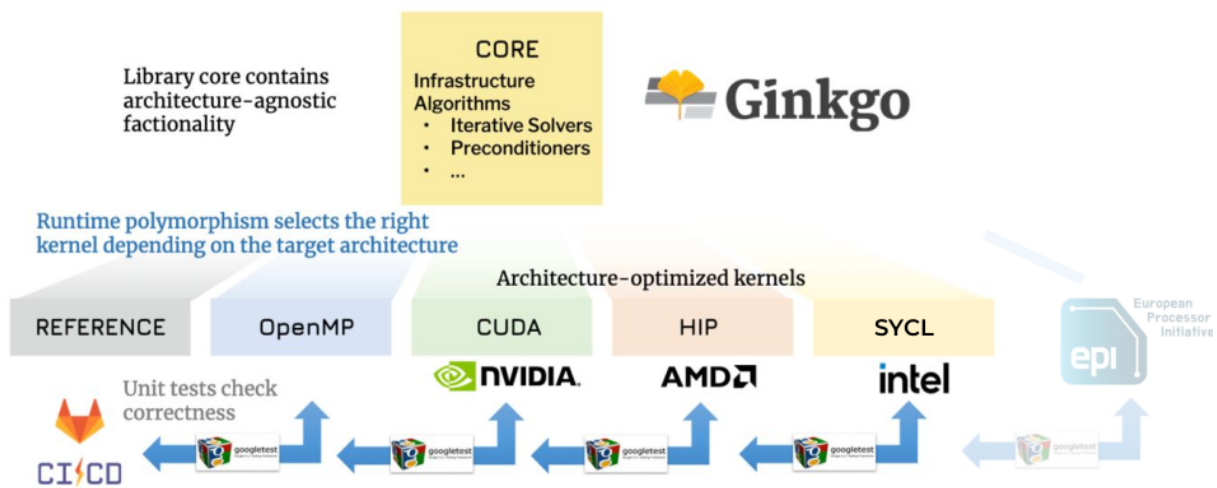 CORE
Infrastructure
Algorithms
• Iterative Solvers
• Preconditioners
• ...
Library core contains
architecture-agnostic
factionality
Ginkgo
Runtime polymorphism selects the right
kernel depending on the target architecture
Architecture-optimized kernels
REFERENCE
OpenMP
CUDA
HIP
SYCL
European
Processor
Initiative
epi
NVIDIA.
AMD
intel
Unit tests check
correctness
CI/CD
googletest
googletest
googletest
googletest
googletest